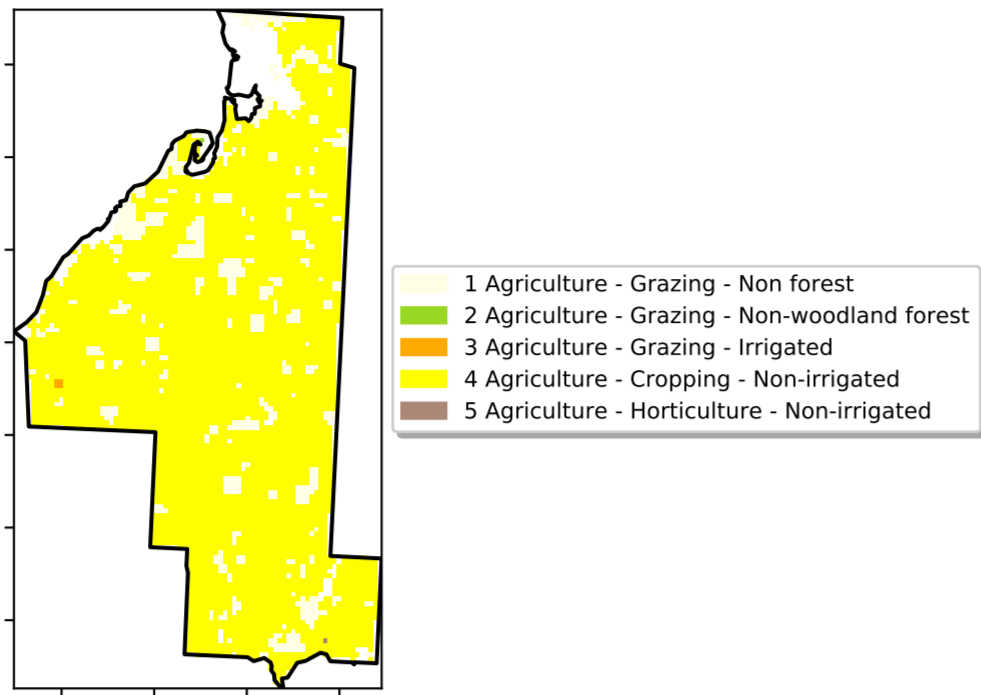 1 Agriculture - Grazing - Non forest
2 Agriculture - Grazing - Non-woodland forest
3 Agriculture - Grazing - Irrigated
4 Agriculture - Cropping - Non-irrigated
5 Agriculture - Horticulture - Non-irrigated